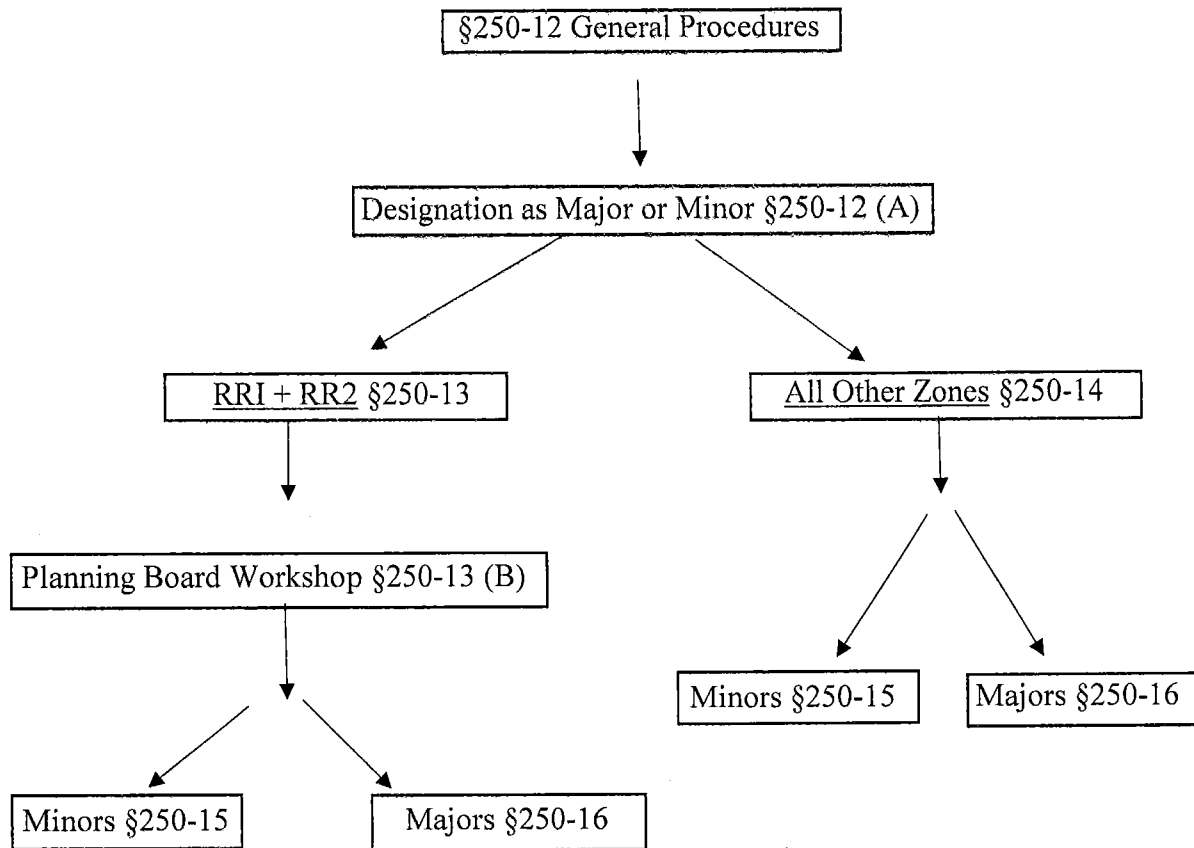 §250-12 General Procedures
Designation as Major or Minor §250-12 (A)
RRI + RR2 §250-13
All Other Zones §250-14
Planning Board Workshop §250-13 (B)
Minors §250-15
Majors §250-16
Minors §250-15
Majors §250-16